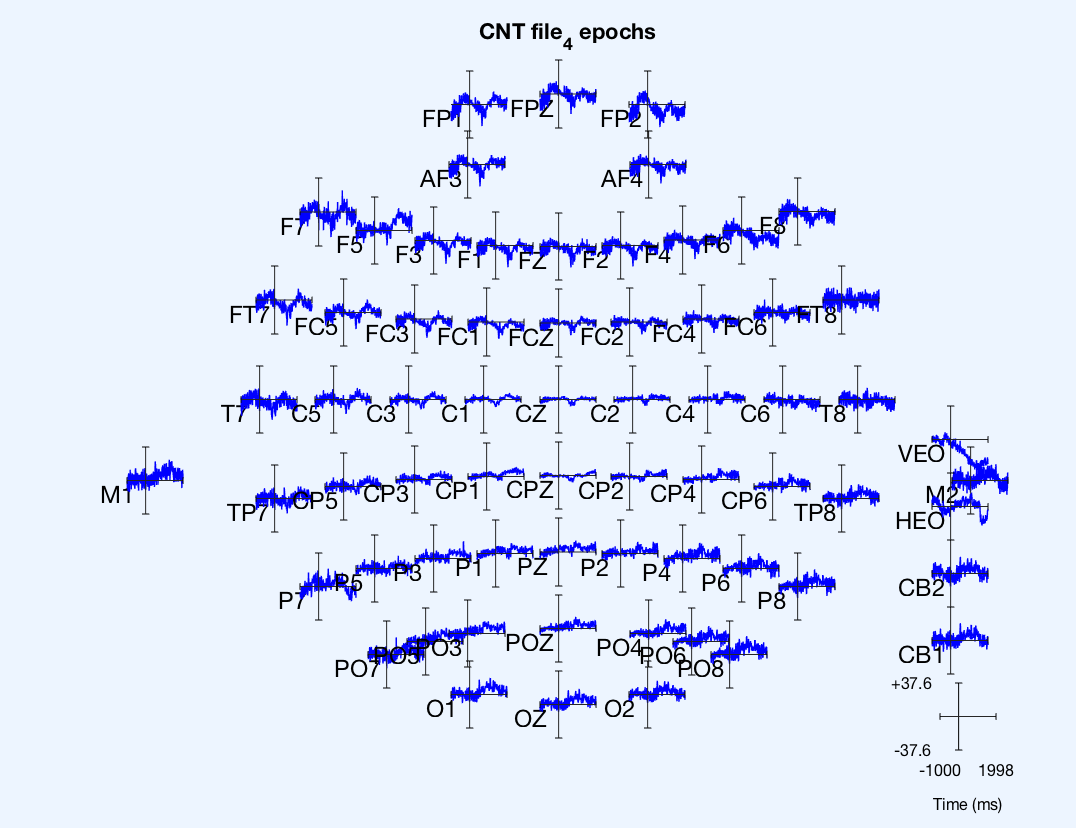 CNT file4 epochs
FP1 FPZ FP2
AF3 AF4
F7 F5 F3 F1 FZ F2 F4 F6 F8
FT7 FC5 FC3 FC1 FCZ FC2 FC4 FC6 FT8
T7 C5 C3 C1 CZ C2 C4 C6 T8
VEO
M1 TP7 CP5 CP3 CP1 CPZ CP2 CP4 CP6 TP8 M2
HEO
P7 P5 P3 P1 PZ P2 P4 P6 P8 CB2
PO7 PO5 PO3 POZ PO4 PO6 PO8 CB1
O1 OZ O2
+37.6
-37.6
-1000 1998
Time (ms)